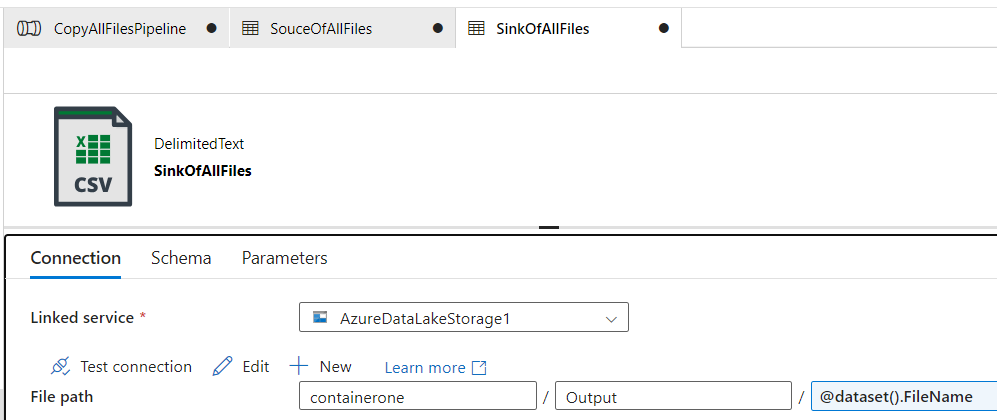 CopyAllFilesPipeline SouceOfAllFiles SinkOfAllFiles
X
CSV
DelimitedText
SinkOfAllFiles
Connection Schema Parameters
Linked service * AzureDataLakeStorage1
Test connection Edit New Learn more
File path containerone / Output / @dataset().FileName